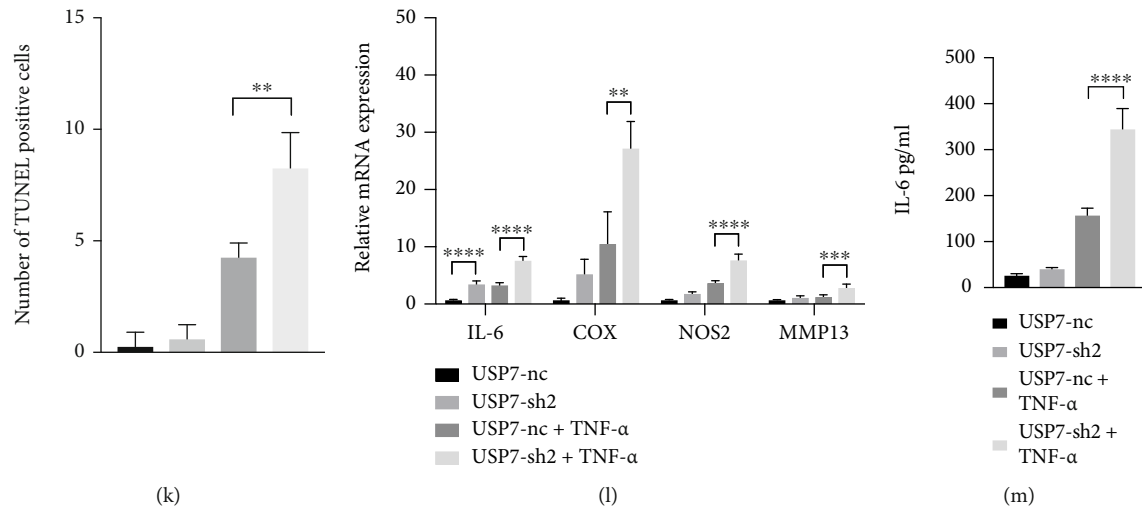 Number of TUNEL positive cells
15
10
5
0
**
(k)
Relative mRNA expression
50
40
30
20
10
0
****
****
**
****
***
IL-6
COX
NOS2
MMP13
USP7-nc
USP7-sh2
USP7-nc + TNF-α
USP7-sh2 + TNF-α
(l)
IL-6 pg/ml
500
400
300
200
100
0
****
USP7-nc
USP7-sh2
USP7-nc +
TNF-α
USP7-sh2 +
TNF-α
(m)